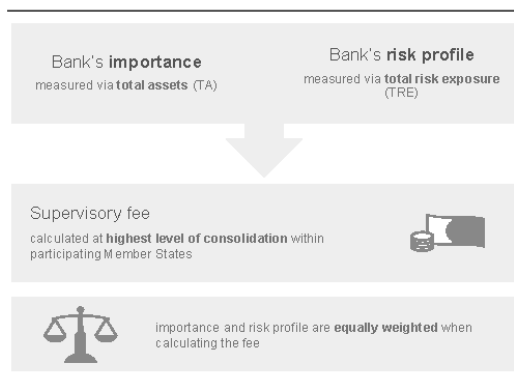 Bank's importance
measured via total assets (TA)
Bank's risk profile
measured via total risk exposure
(TRE)
Supervisory fee
calculated at highest level of consolidation within
participating Member States
importance and risk profile are equally weighted when
calculating the fee